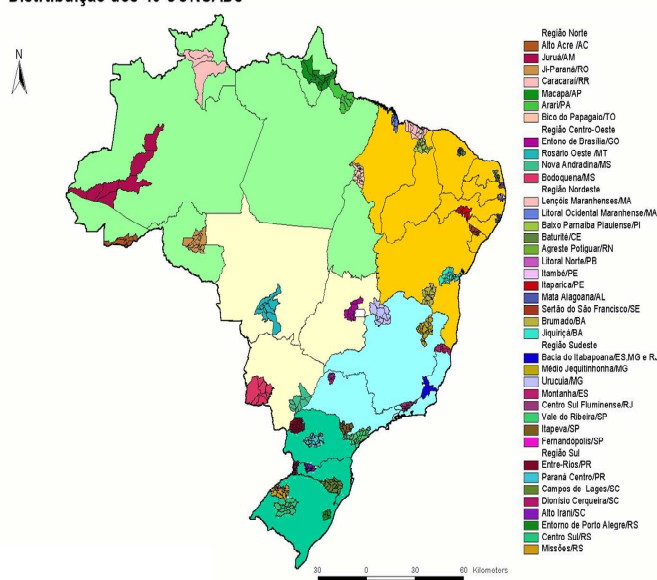 N
Região Norte
Alto Acre /AC
Juruá/AM
Ji-Paraná/RO
Caracaraí/RR
Macapá/AP
Arari/PA
Bico do Papagaio/TO
Região Centro-Oeste
Entorno de Brasília/GO
Rosário Oeste /MT
Nova Andradina/MS
Bodoquena/MS
Região Nordeste
Lençóis Maranhenses/MA
Litoral Ocidental Maranhense/MA
Baixo Parnaíba Piauiense/PI
Baturité/CE
Agreste Potiguar/RN
Litoral Norte/PB
Itambé/PE
Itaparica/PE
Mata Alagoana/AL
Sertão do São Francisco/SE
Brumado/BA
Jiquiriçá/BA
Região Sudeste
Bacia do Itabapoana/ES,MG e RJ
Médio Jequitinhonha/MG
Urucuia/MG
Montanha/ES
Centro Sul Fluminense/RJ
Vale do Ribeira/SP
Itapeva/SP
Fernandópolis/SP
Região Sul
Entre-Rios/PR
Paraná Centro/PR
Campos de Lages/SC
Dionísio Cerqueira/SC
Alto Irani/SC
Entorno de Porto Alegre/RS
Centro Sul/RS
Missões/RS
30 0 30 60 Kilometers